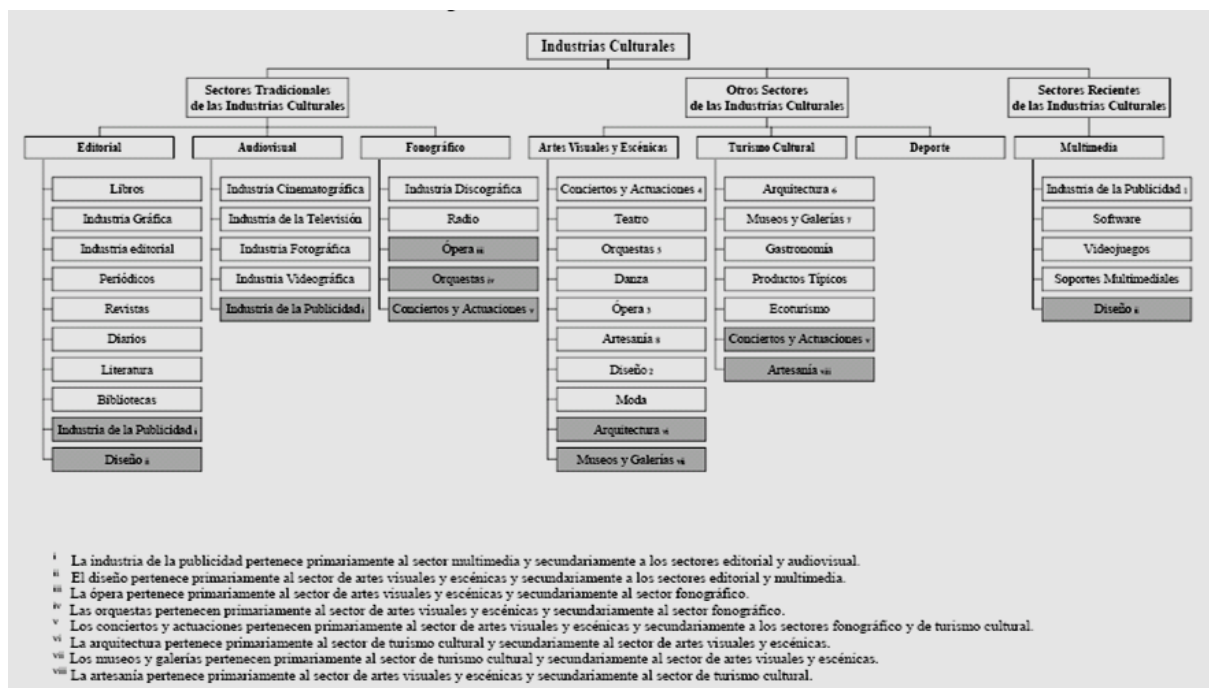 Industrias Culturales
Sectores Tradicionales
de las Industrias Culturales
Otros Sectores
de las Industrias Culturales
Sectores Recientes
de las Industrias Culturales
Editorial
Audiovisual
Fonográfico
Artes Visuales y Escénicas
Turismo Cultural
Deporte
Multimedia
Libros
Industria Gráfica
Industria editorial
Periódicos
Revistas
Diarios
Literatura
Bibliotecas
Industria de la Publicidad i
Diseño ii
Industria Cinematográfica
Industria de la Televisión
Industria Fotográfica
Industria Videográfica
Industria de la Publicidad i
Industria Discográfica
Radio
Ópera iii
Orquestas iv
Conciertos y Actuaciones v
Conciertos y Actuaciones
Teatro
Orquestas
Danza
Ópera
Artesanía 8
Diseño 2
Moda
Arquitectura vi
Museos y Galerías vii
Arquitectura 6
Museos y Galerías 7
Gastronomía
Productos Típicos
Ecoturismo
Conciertos y Actuaciones v
Artesanía viii
Industria de la Publicidad 1
Software
Videojuegos
Soportes Multimediales
Diseño ii
i La industria de la publicidad pertenece primariamente al sector multimedia y secundariamente a los sectores editorial y audiovisual.
ii El diseño pertenece primariamente al sector de artes visuales y escénicas y secundariamente a los sectores editorial y multimedia.
iii La ópera pertenece primariamente al sector de artes visuales y escénicas y secundariamente al sector fonográfico.
iv Las orquestas pertenecen primariamente al sector de artes visuales y escénicas y secundariamente al sector fonográfico.
v Los conciertos y actuaciones pertenecen primariamente al sector de artes visuales y escénicas y secundariamente a los sectores fonográfico y de turismo cultural.
vi La arquitectura pertenece primariamente al sector de turismo cultural y secundariamente al sector de artes visuales y escénicas.
vii Los museos y galerías pertenecen primariamente al sector de turismo cultural y secundariamente al sector de artes visuales y escénicas.
viii La artesanía pertenece primariamente al sector de artes visuales y escénicas y secundariamente al sector de turismo cultural.